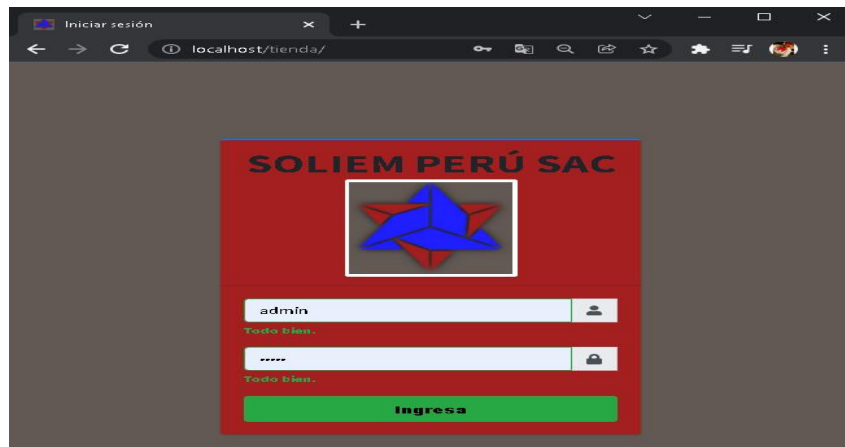 Iniciar sesión
localhost/tienda/
SOLIEM PERÚ SAC
admin
Todo bien.
•••••
Todo bien.
Ingresa